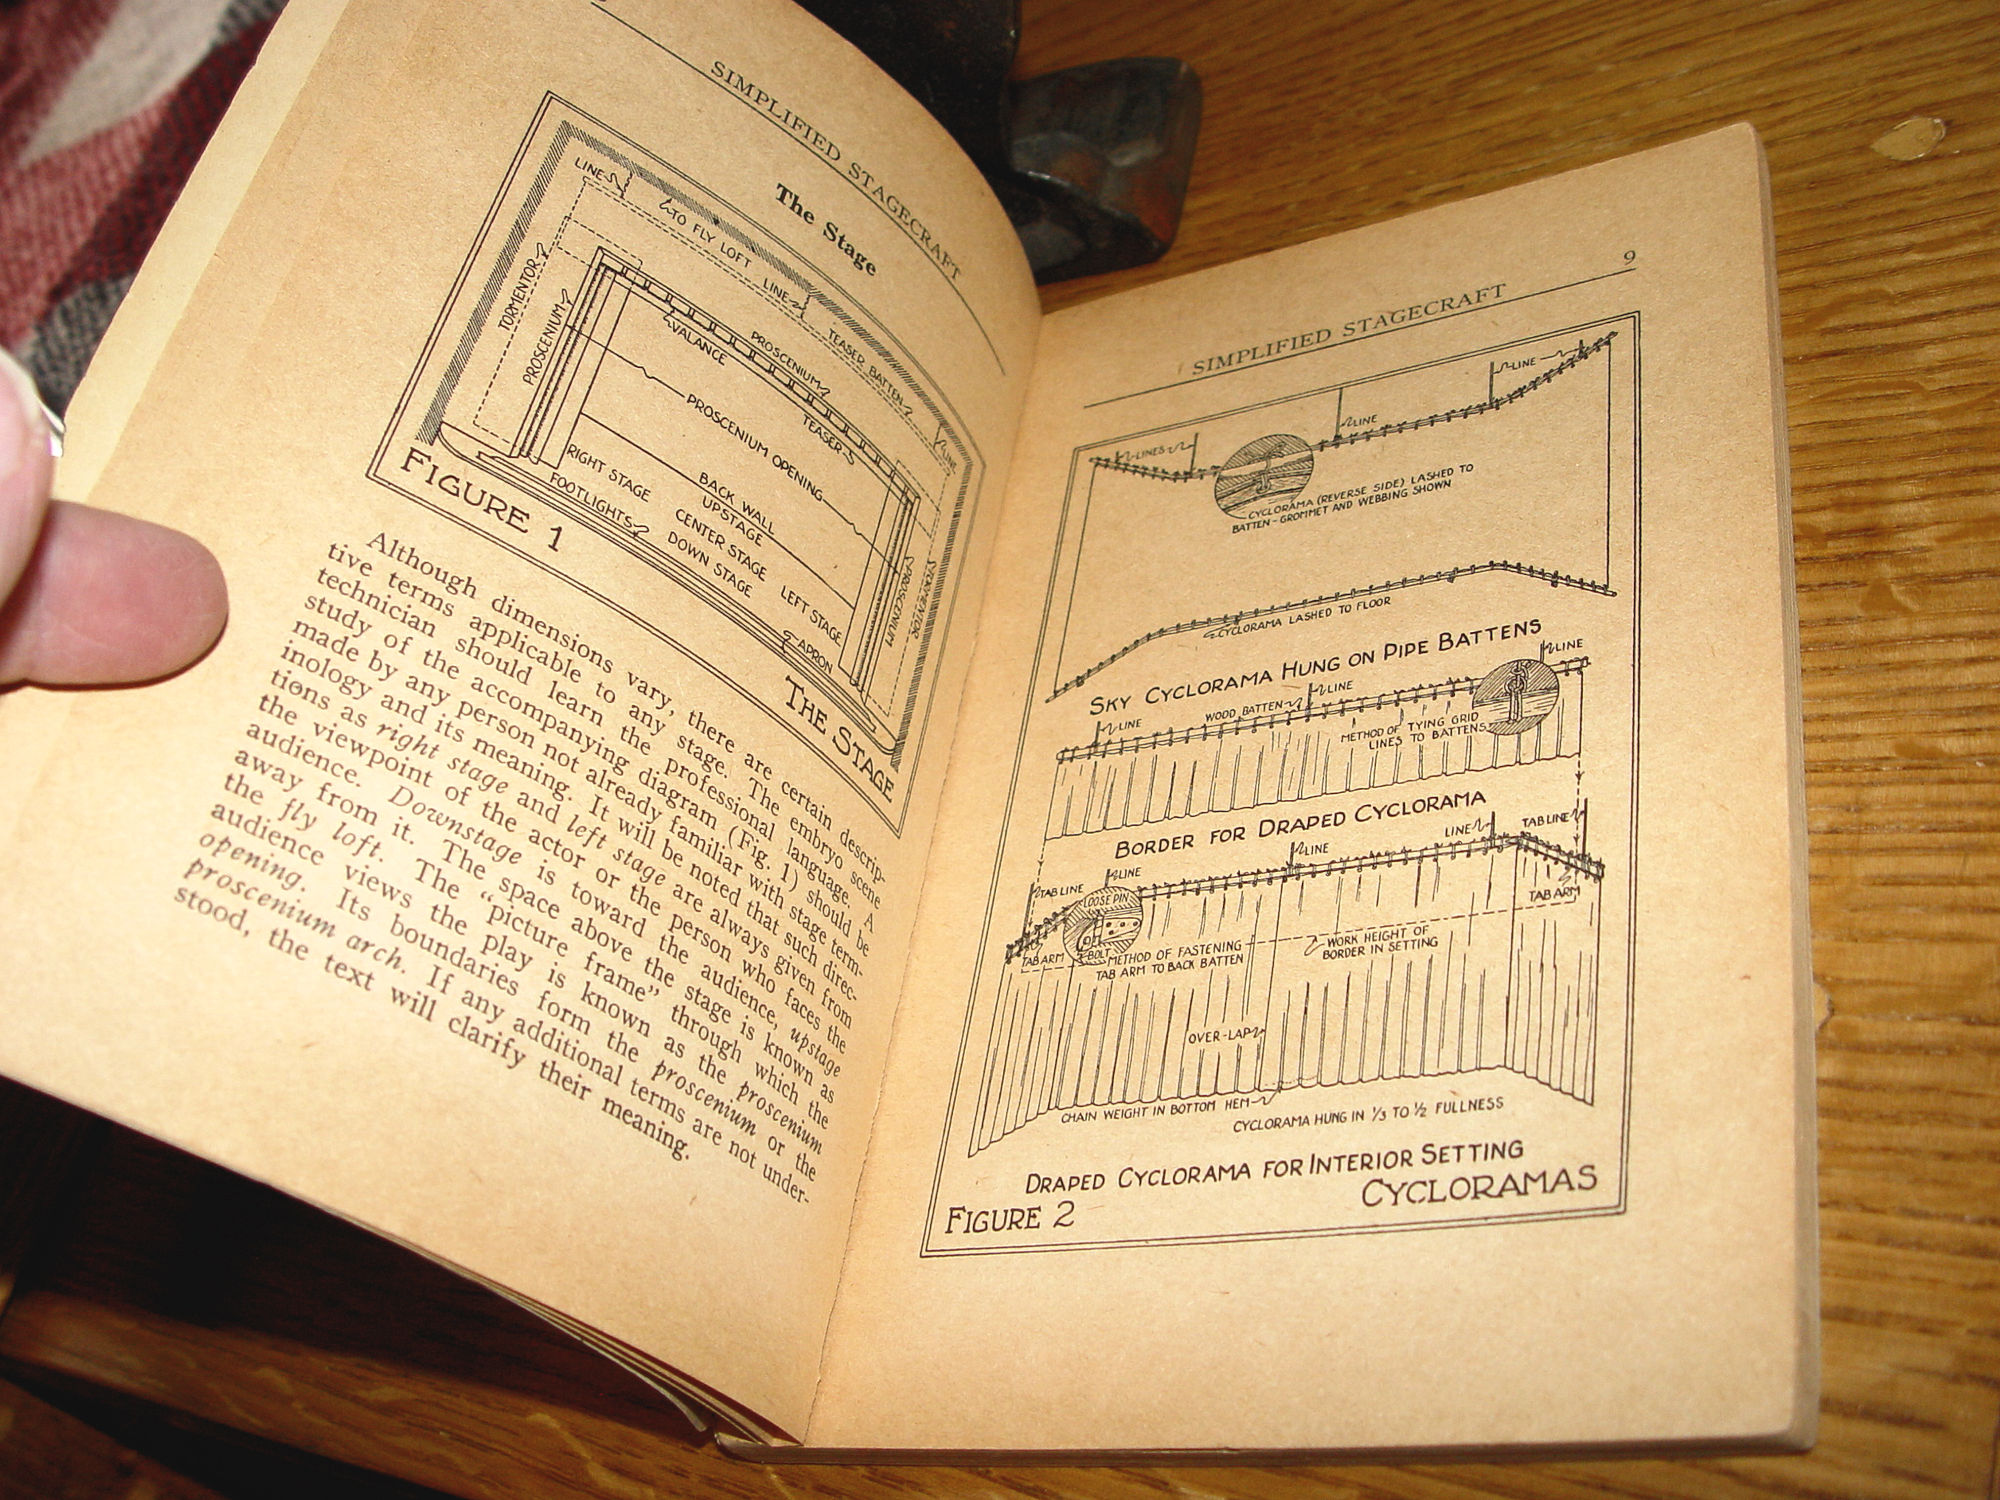 SIMPLIFIED STAGECRAFT
The Stage
LINE
TO FLY LOFT
LINE
TEASER BATTEN
LINE
TORMENTOR
PROSCENIUM
VALANCE
PROSCENIUM
TEASER
PROSCENIUM OPENING
BACK WALL
UPSTAGE
RIGHT STAGE
CENTER STAGE
FOOTLIGHTS
DOWN STAGE
LEFT STAGE
APRON
PROSCENIUM
TORMENTOR
FIGURE 1
THE STAGE
Although dimensions vary, there are certain descrip-
tive terms applicable to any stage. The embryo scene
technician should learn the professional language. A
study of the accompanying diagram (Fig. 1) should be
made by any person not already familiar with stage term-
inology and its meaning. It will be noted that such direc-
tions as right stage and left stage are always given from
the viewpoint of the actor or the person who faces the
audience. Downstage is toward the audience, upstage
away from it. The space above the stage is known as
the fly loft. The "picture frame" through which the
audience views the play is known as the proscenium
opening. Its boundaries form the proscenium or the
proscenium arch. If any additional terms are not under-
stood, the text will clarify their meaning.
9
SIMPLIFIED STAGECRAFT
LINE
LINE
LINES
CYCLORAMA (REVERSE SIDE) LASHED TO
BATTEN - GROMMET AND WEBBING SHOWN
CYCLORAMA LASHED TO FLOOR
SKY CYCLORAMA HUNG ON PIPE BATTENS
LINE
LINE
WOOD BATTEN
LINE
METHOD OF TYING GRID
LINES TO BATTENS
BORDER FOR DRAPED CYCLORAMA
LINE
TAB LINE
LINE
TAB LINE
LINE
LOOSE PIN
BOLT
TAB ARM
TAB ARM
METHOD OF FASTENING
TAB ARM TO BACK BATTEN
WORK HEIGHT OF
BORDER IN SETTING
OVER-LAP
CHAIN WEIGHT IN BOTTOM HEM
CYCLORAMA HUNG IN 1/3 TO 1/2 FULLNESS
DRAPED CYCLORAMA FOR INTERIOR SETTING
CYCLORAMAS
FIGURE 2